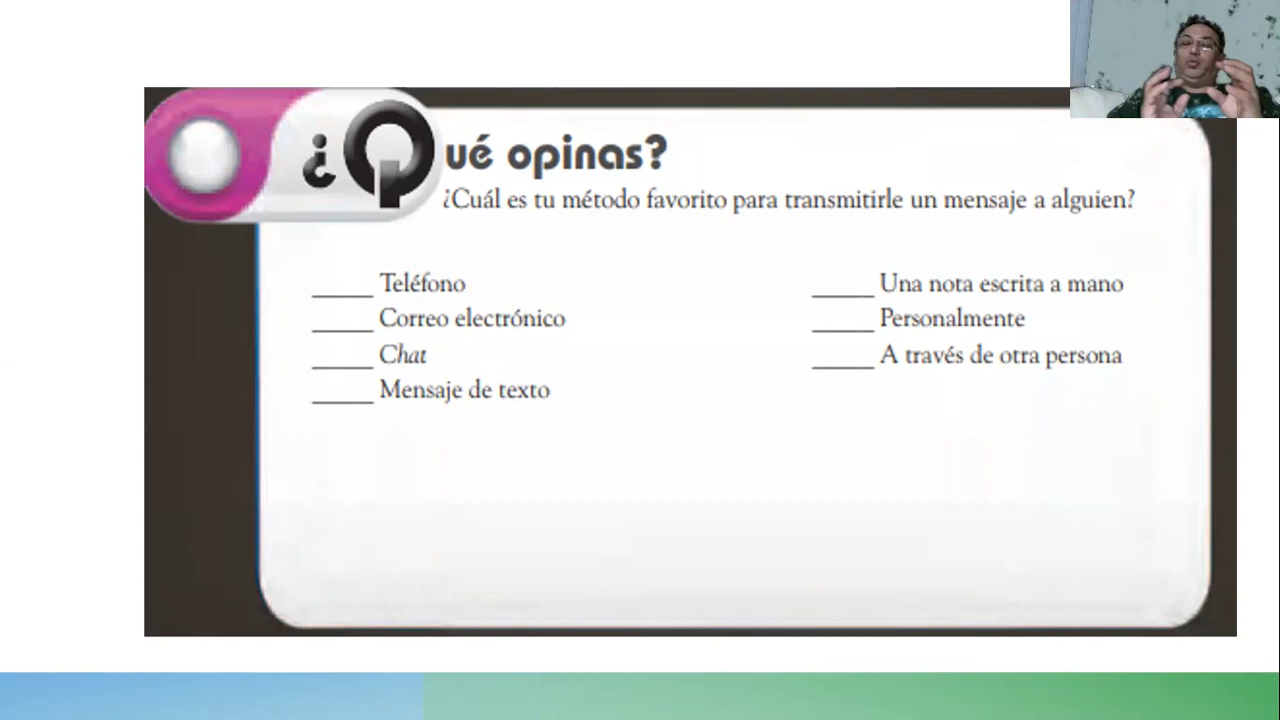 ¿Qué opinas?
¿Cuál es tu método favorito para transmitirle un mensaje a alguien?
_____ Teléfono
_____ Correo electrónico
_____ Chat
_____ Mensaje de texto
_____ Una nota escrita a mano
_____ Personalmente
_____ A través de otra persona